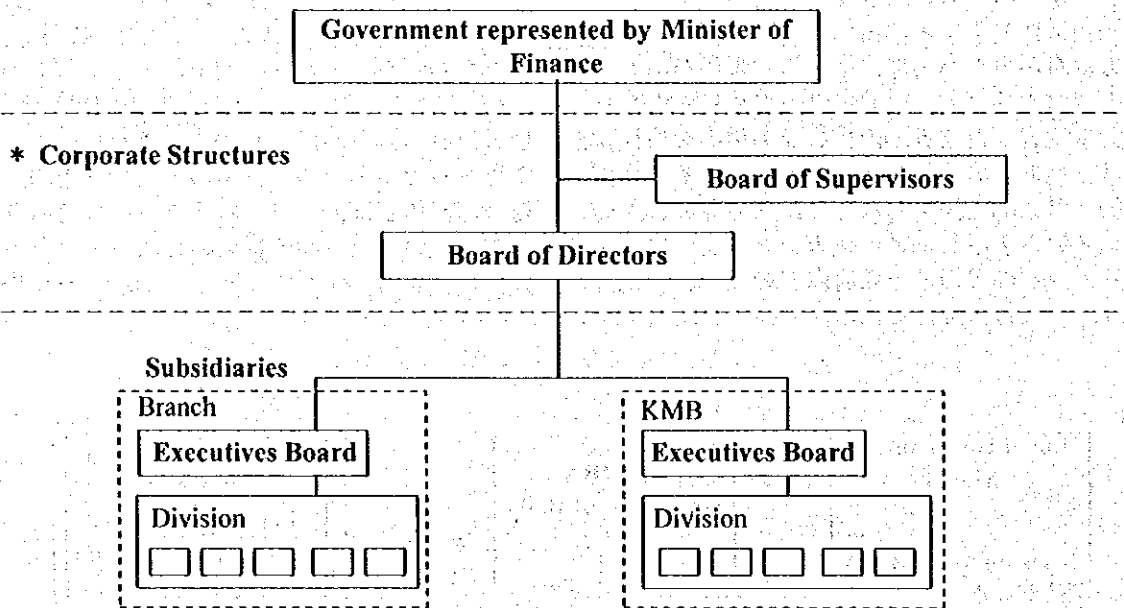 Government represented by Minister of
Finance
* Corporate Structures
Board of Supervisors
Board of Directors
Subsidiaries
Branch
KMB
Executives Board
Executives Board
Division
Division